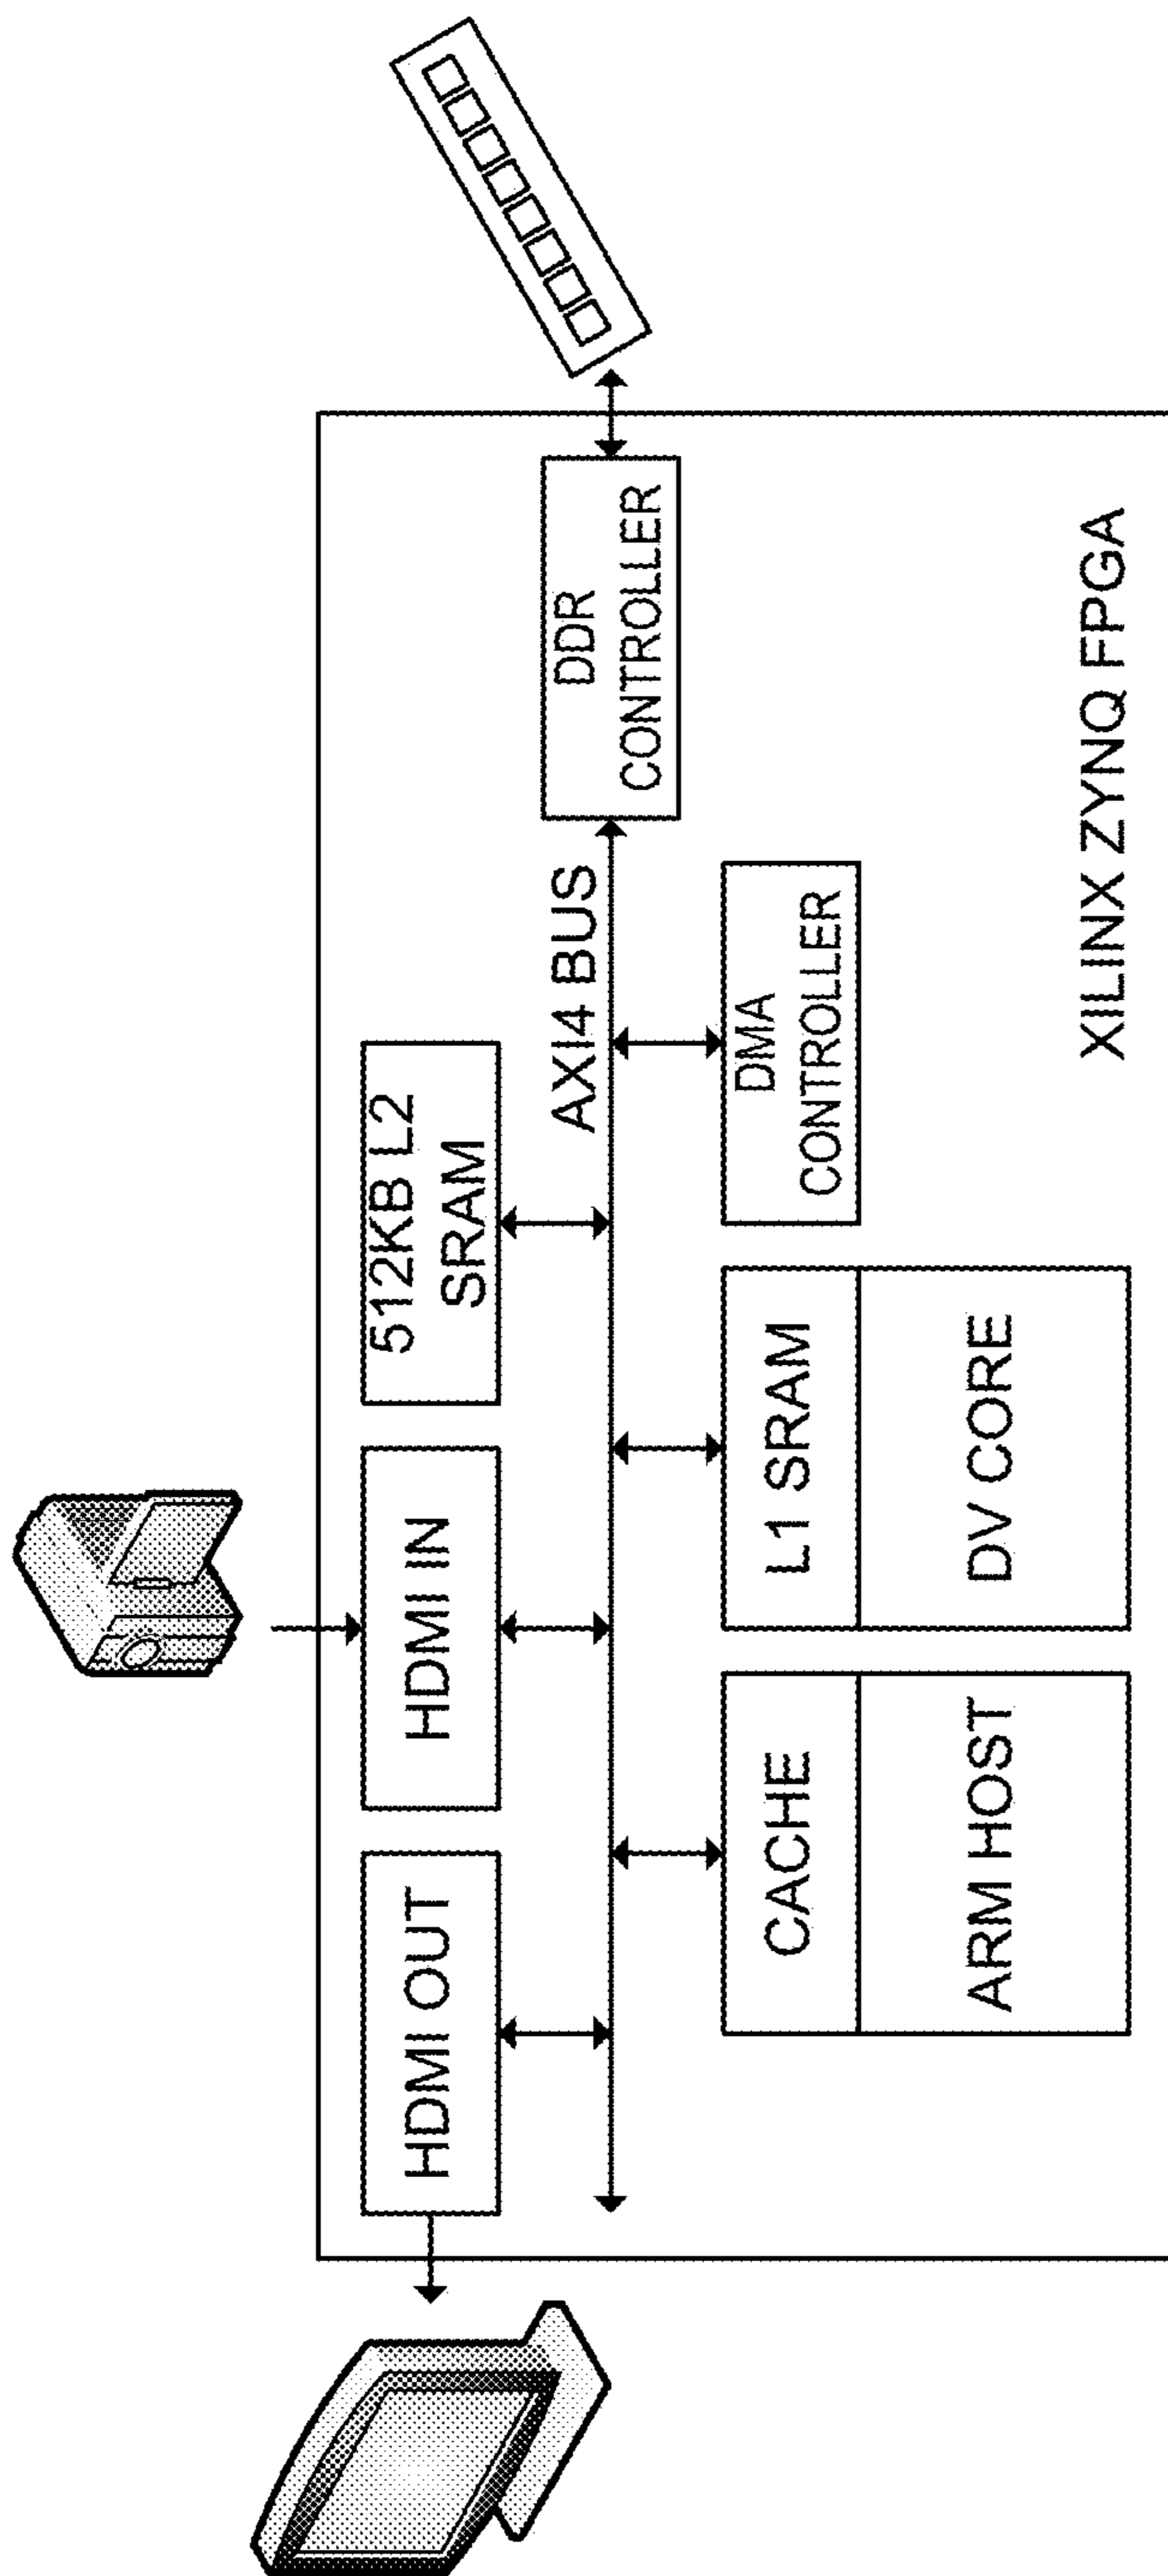 HDMI OUT
HDMI IN
512KB L2
SRAM
AXI4 BUS
DDR
CONTROLLER
CACHE
ARM HOST
L1 SRAM
DV CORE
DMA
CONTROLLER
XILINX ZYNQ FPGA